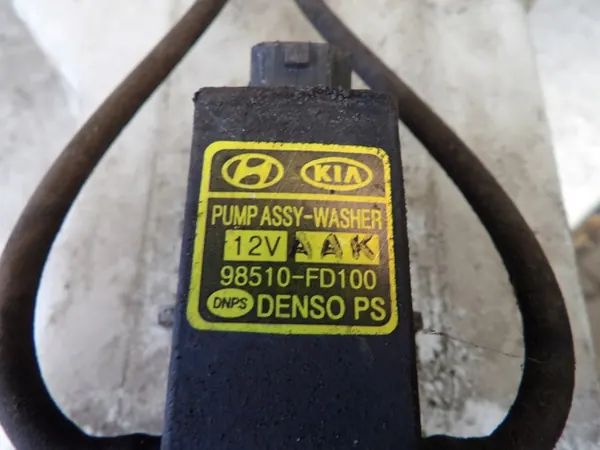 KIA
PUMP ASSY-WASHER
12V AAK
98510-FD100
DNPS DENSO PS